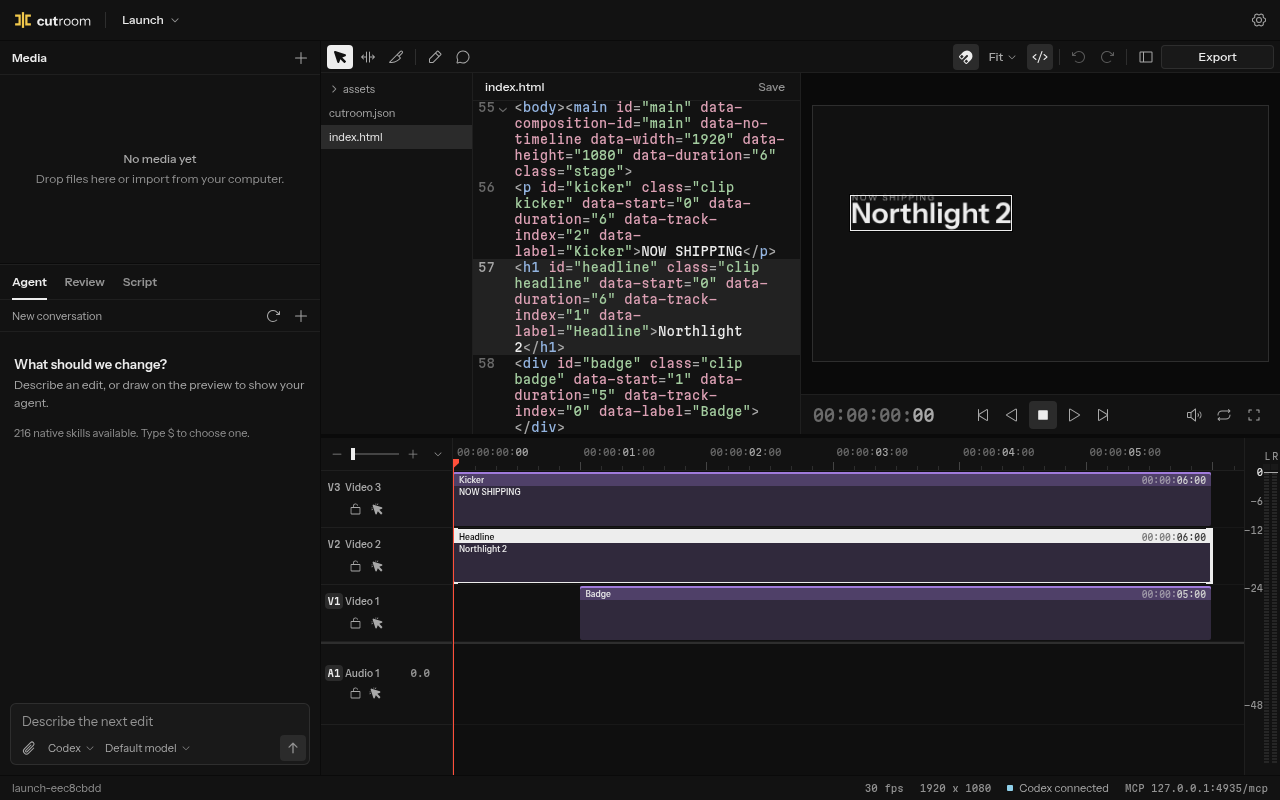 cutroom
Launch
Media
Fit
Export
No media yet
Drop files here or import from your computer.
Agent
Review
Script
New conversation
What should we change?
Describe an edit, or draw on the preview to show your
agent.
216 native skills available. Type $ to choose one.
Describe the next edit
Codex
Default model
assets
cutroom.json
index.html
index.html
Save
55
<body><main id="main" data-
composition-id="main" data-no-
timeline data-width="1920" data-
height="1080" data-duration="6"
class="stage">
56
<p id="kicker" class="clip
kicker" data-start="0" data-
duration="6" data-track-
index="2" data-
label="Kicker">NOW SHIPPING</p>
57
<h1 id="headline" class="clip
headline" data-start="0" data-
duration="6" data-track-
index="1" data-
label="Headline">Northlight
2</h1>
58
<div id="badge" class="clip
badge" data-start="1" data-
duration="5" data-track-
index="0" data-label="Badge">
</div>
NOW SHIPPING
Northlight 2
00:00:00:00
00:00:00:00
00:00:01:00
00:00:02:00
00:00:03:00
00:00:04:00
00:00:05:00
V3 Video 3
Kicker
00:00:06:00
NOW SHIPPING
V2 Video 2
Headline
00:00:06:00
Northlight 2
V1 Video 1
Badge
00:00:05:00
A1 Audio 1
0.0
L R
0
-6
-12
-24
-48
launch-eec8cbdd
30 fps
1920 x 1080
Codex connected
MCP 127.0.0.1:4935/mcp